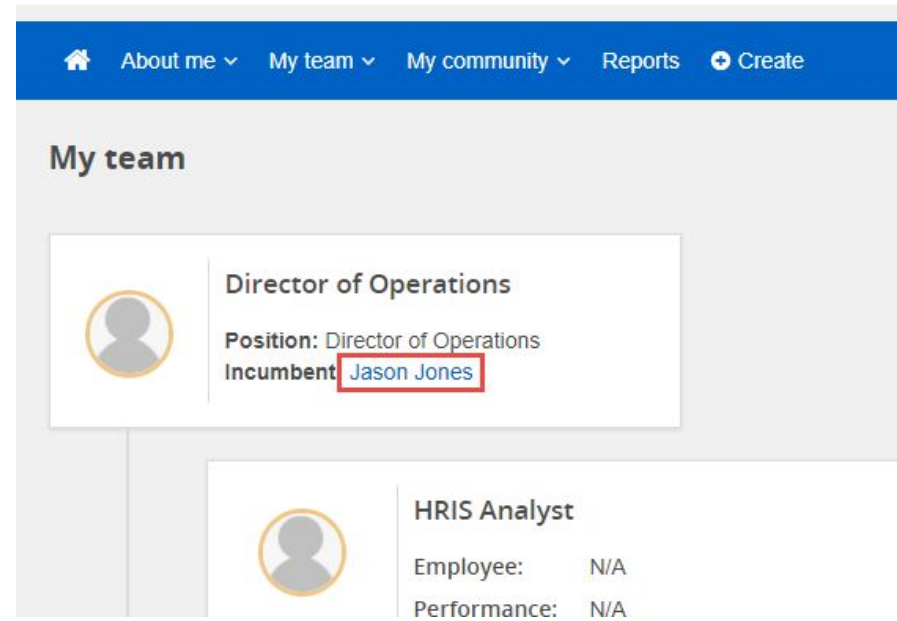 About me My team My community Reports Create
My team
Director of Operations
Position: Director of Operations
Incumbent Jason Jones
HRIS Analyst
Employee: N/A
Performance: N/A